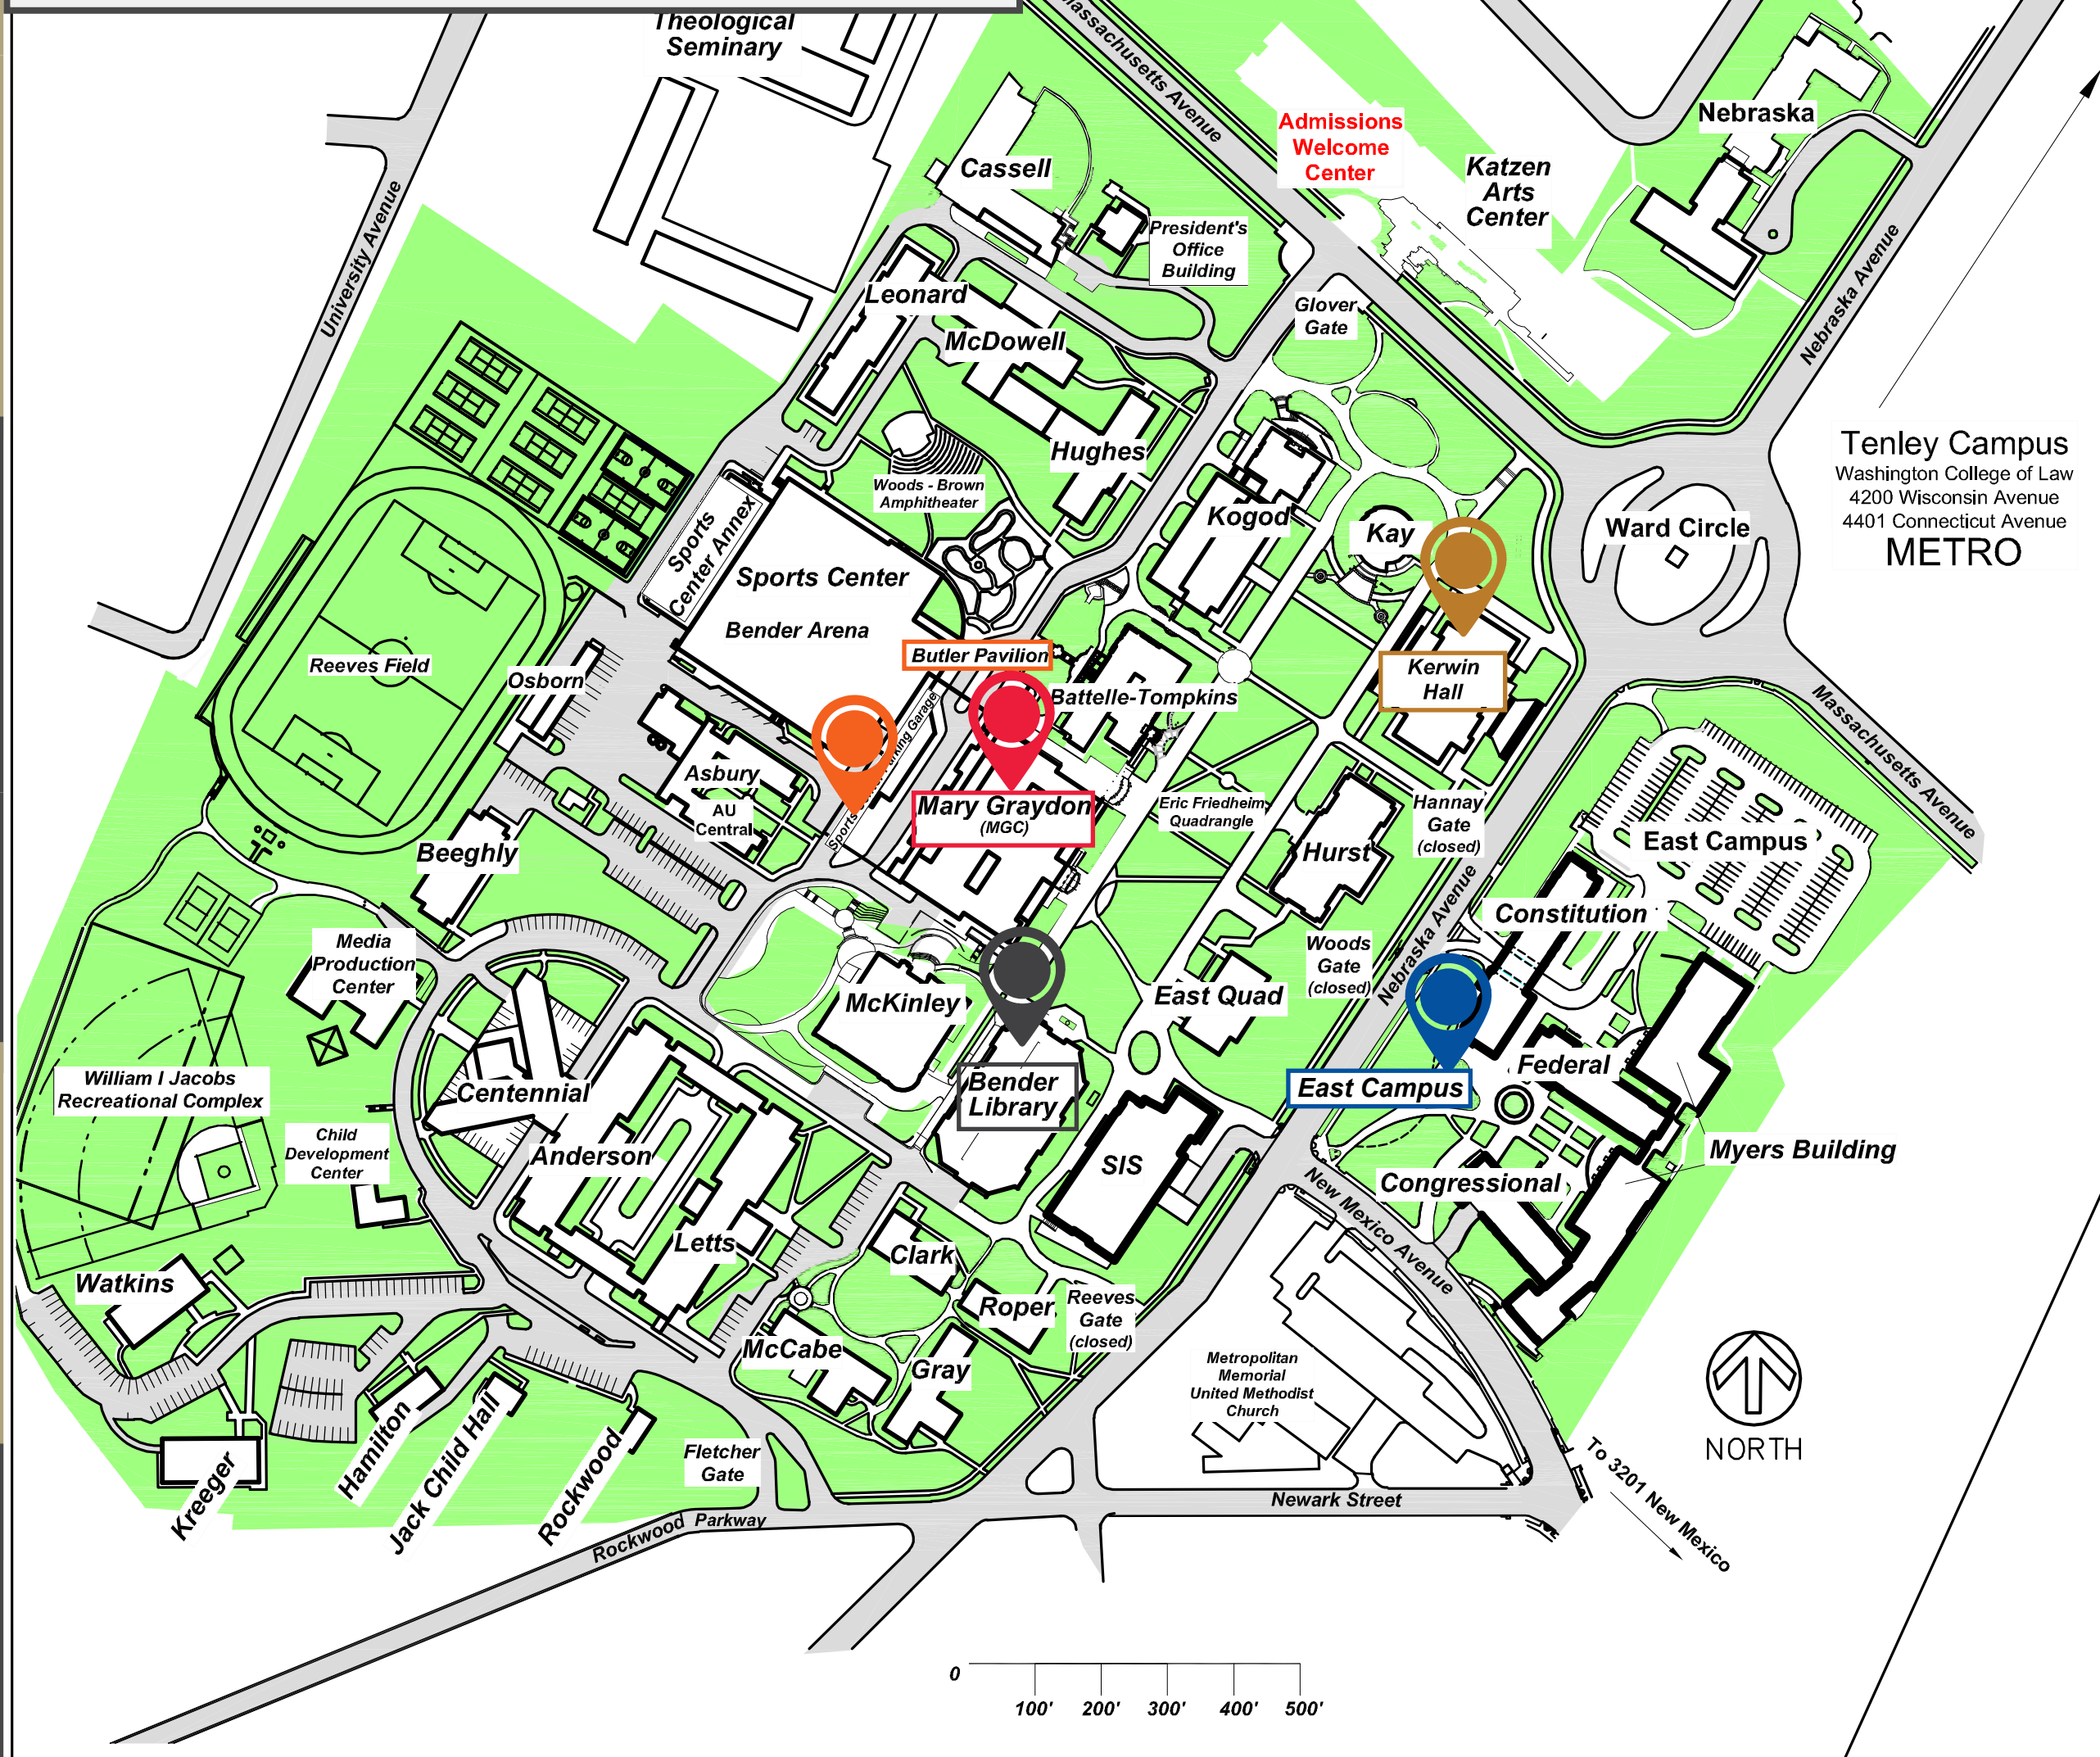 Theological
Seminary
Massachusetts Avenue
Admissions
Welcome
Center
Katzen
Arts
Center
Nebraska
Cassell
President's
Office
Building
University Avenue
Nebraska Avenue
Leonard
McDowell
Glover
Gate
Hughes
Woods - Brown
Amphitheater
Kogod
Kay
Ward Circle
Tenley Campus
Washington College of Law
4200 Wisconsin Avenue
4401 Connecticut Avenue
METRO
Sports
Center Annex
Sports Center
Bender Arena
Reeves Field
Osborn
Butler Pavilion
Battelle-Tompkins
Kerwin
Hall
Massachusetts Avenue
Asbury
AU
Central
Mary Graydon
(MGC)
Eric Friedheim
Quadrangle
Hannay
Gate
(closed)
East Campus
Beeghly
Hurst
Nebraska Avenue
Constitution
Media
Production
Center
Woods
Gate
(closed)
McKinley
East Quad
Federal
East Campus
William I Jacobs
Recreational Complex
Centennial
Bender
Library
Child
Development
Center
Anderson
SIS
Myers Building
Congressional
New Mexico Avenue
Letts
Clark
Watkins
Roper
Reeves
Gate
(closed)
McCabe
Gray
Metropolitan
Memorial
United Methodist
Church
NORTH
Hamilton
Jack Child Hall
Rockwood
Kreeger
Fletcher
Gate
To 3201 New Mexico
Newark Street
Rockwood Parkway
0
100' 200' 300' 400' 500'